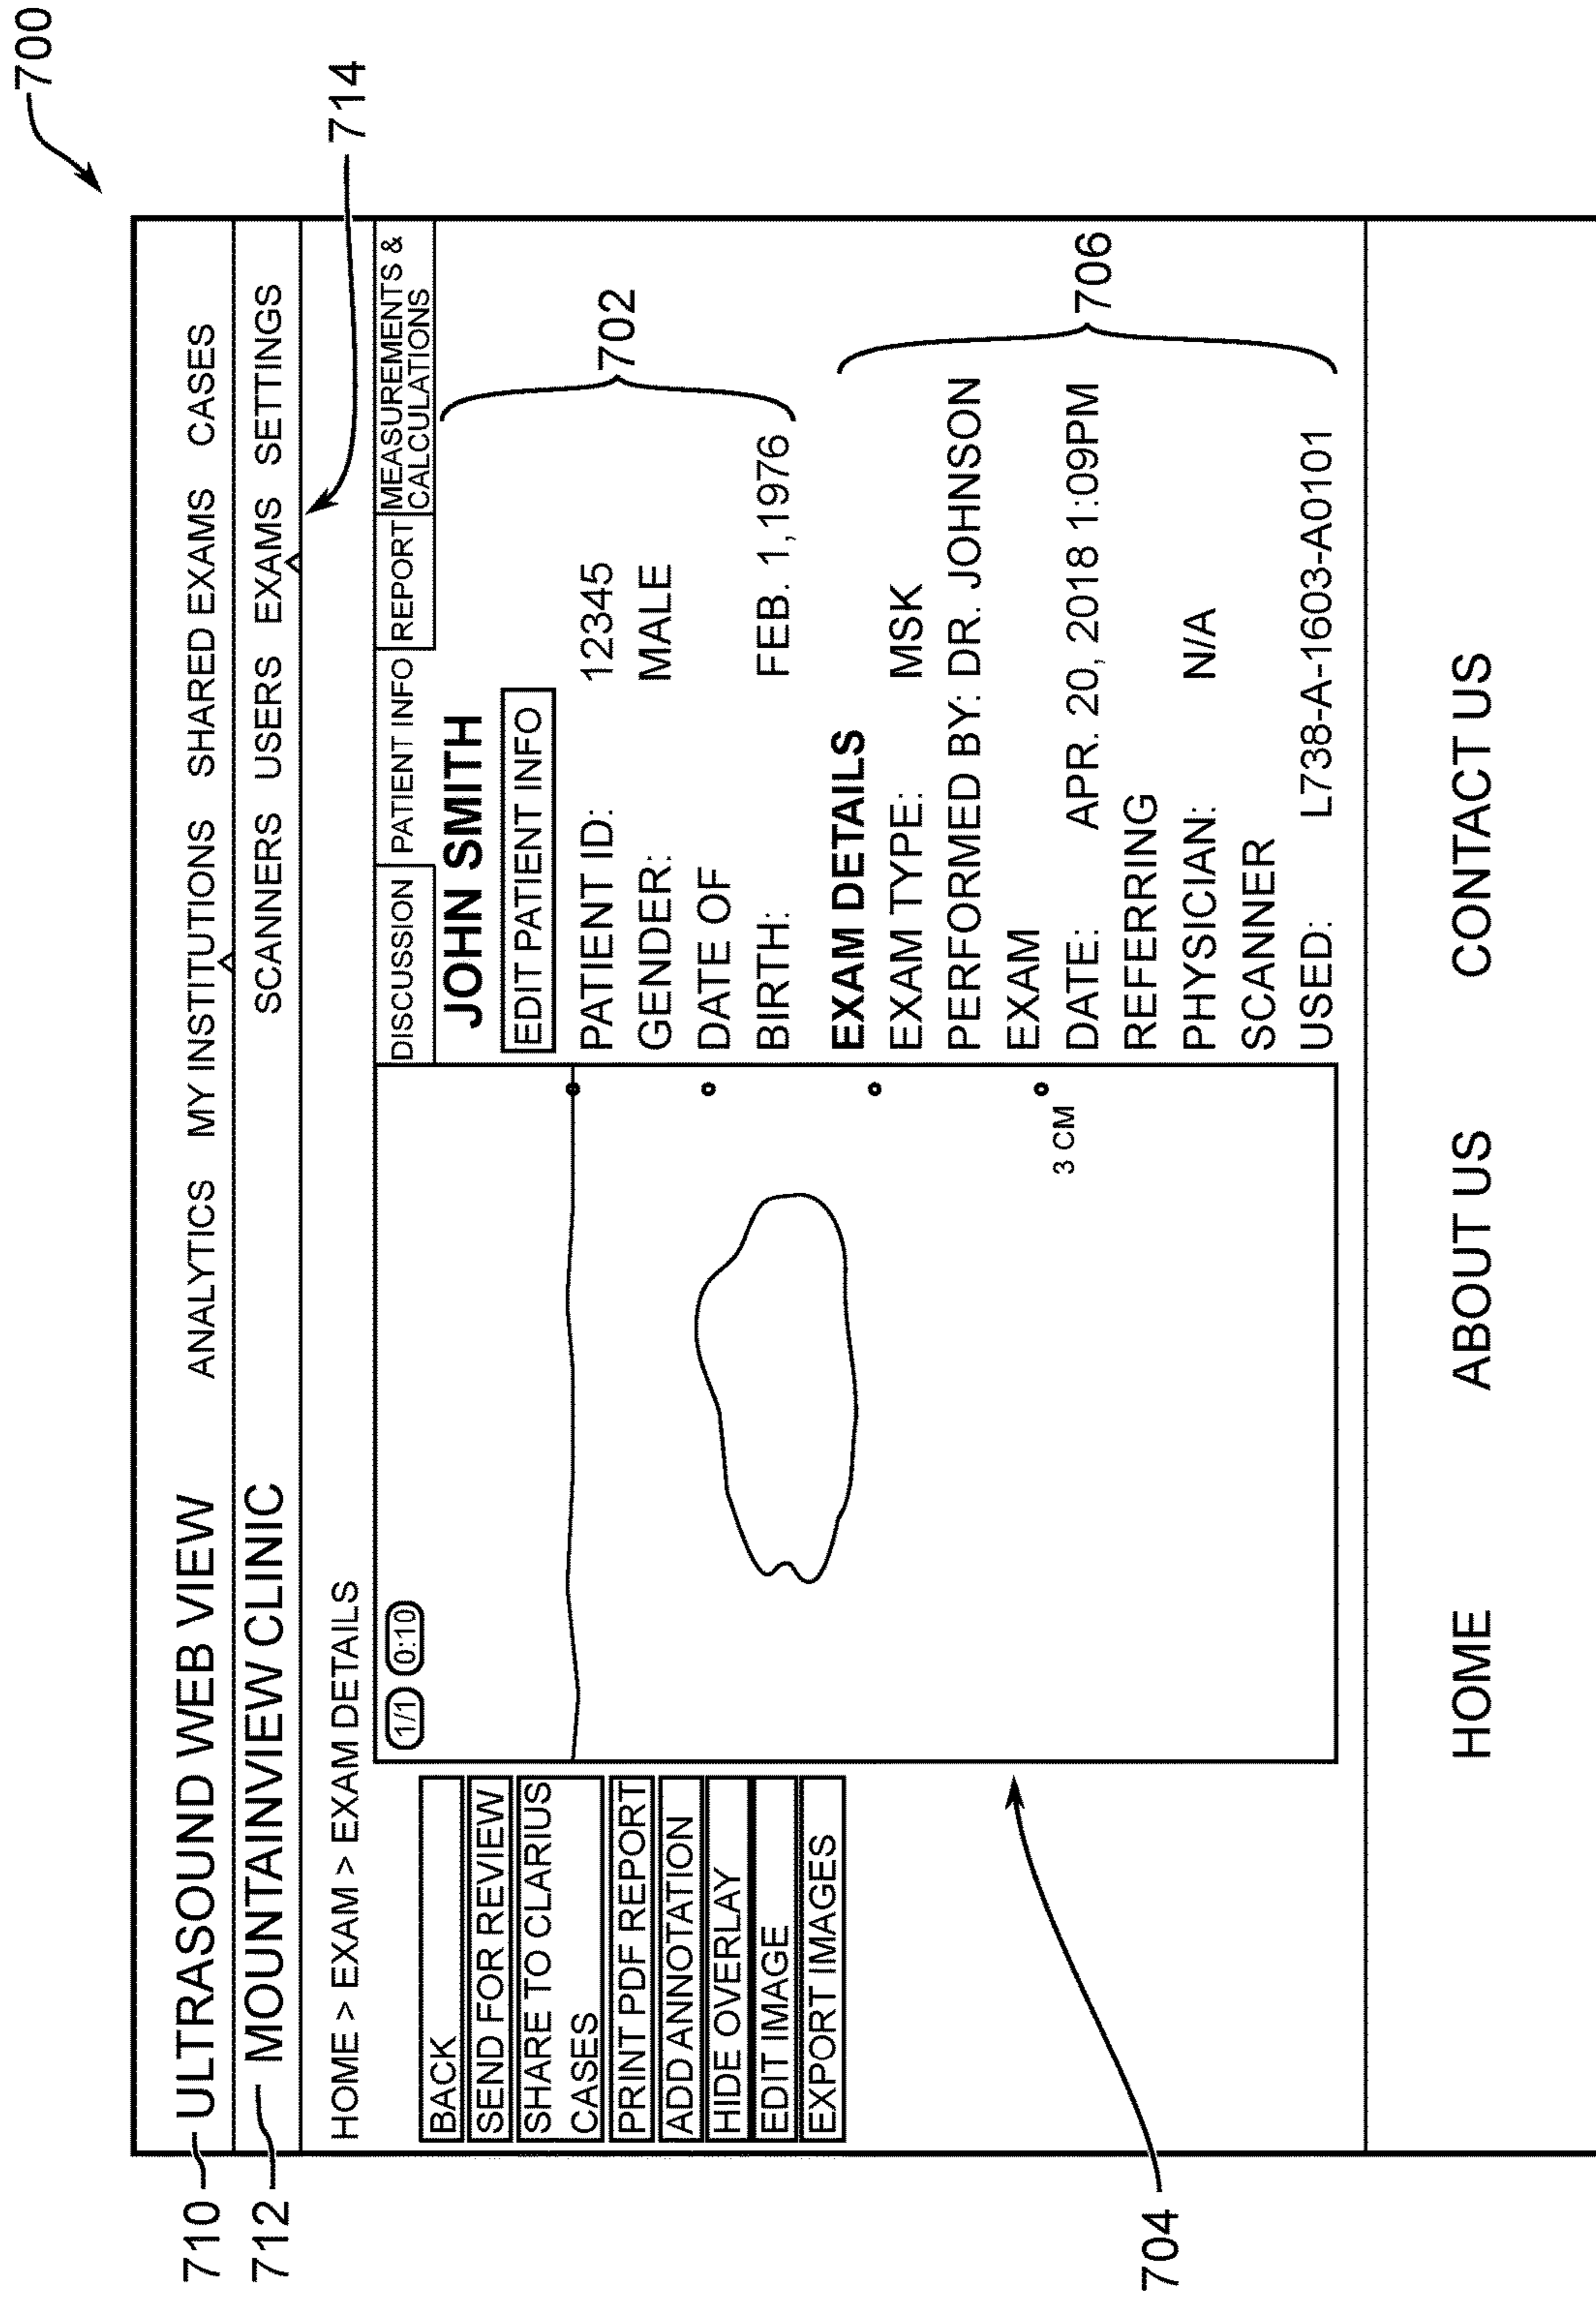 700
714
710 ULTRASOUND WEB VIEW ANALYTICS MY INSTITUTIONS SHARED EXAMS CASES
712 MOUNTAINVIEW CLINIC SCANNERS USERS EXAMS SETTINGS
HOME > EXAM > EXAM DETAILS
BACK
SEND FOR REVIEW
SHARE TO CLARIUS
CASES
PRINT PDF REPORT
ADD ANNOTATION
HIDE OVERLAY
EDIT IMAGE
EXPORT IMAGES
704
1/1 0:10
3 CM
DISCUSSION PATIENT INFO REPORT MEASUREMENTS &
CALCULATIONS
JOHN SMITH
EDIT PATIENT INFO
PATIENT ID: 12345
GENDER: MALE
DATE OF
BIRTH: FEB. 1,1976
702
EXAM DETAILS
EXAM TYPE: MSK
PERFORMED BY: DR. JOHNSON
EXAM
DATE: APR. 20, 2018 1:09PM
REFERRING
PHYSICIAN: N/A
SCANNER
USED: L738-A-1603-A0101
706
HOME ABOUT US CONTACT US